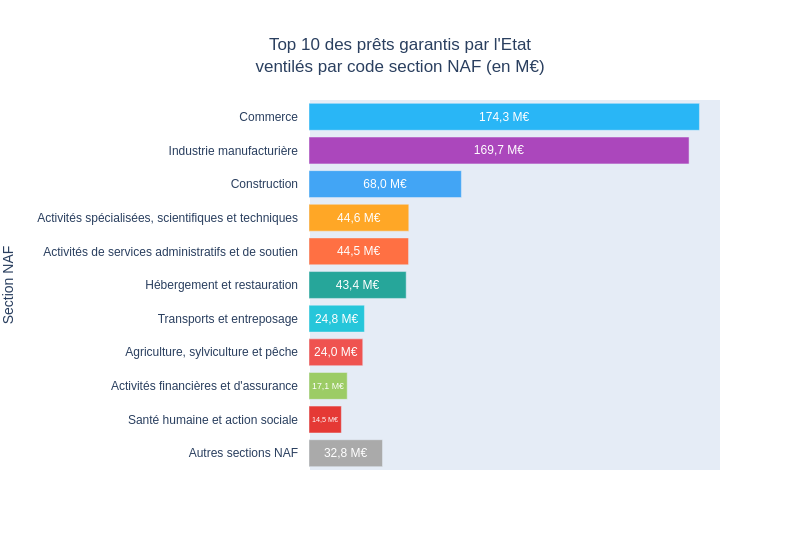 Top 10 des prêts garantis par l'Etat
ventilés par code section NAF (en M€)
Section NAF
Commerce 174,3 M€
Industrie manufacturière 169,7 M€
Construction 68,0 M€
Activités spécialisées, scientifiques et techniques 44,6 M€
Activités de services administratifs et de soutien 44,5 M€
Hébergement et restauration 43,4 M€
Transports et entreposage 24,8 M€
Agriculture, sylviculture et pêche 24,0 M€
Activités financières et d'assurance 17,1 M€
Santé humaine et action sociale 14,5 M€
Autres sections NAF 32,8 M€